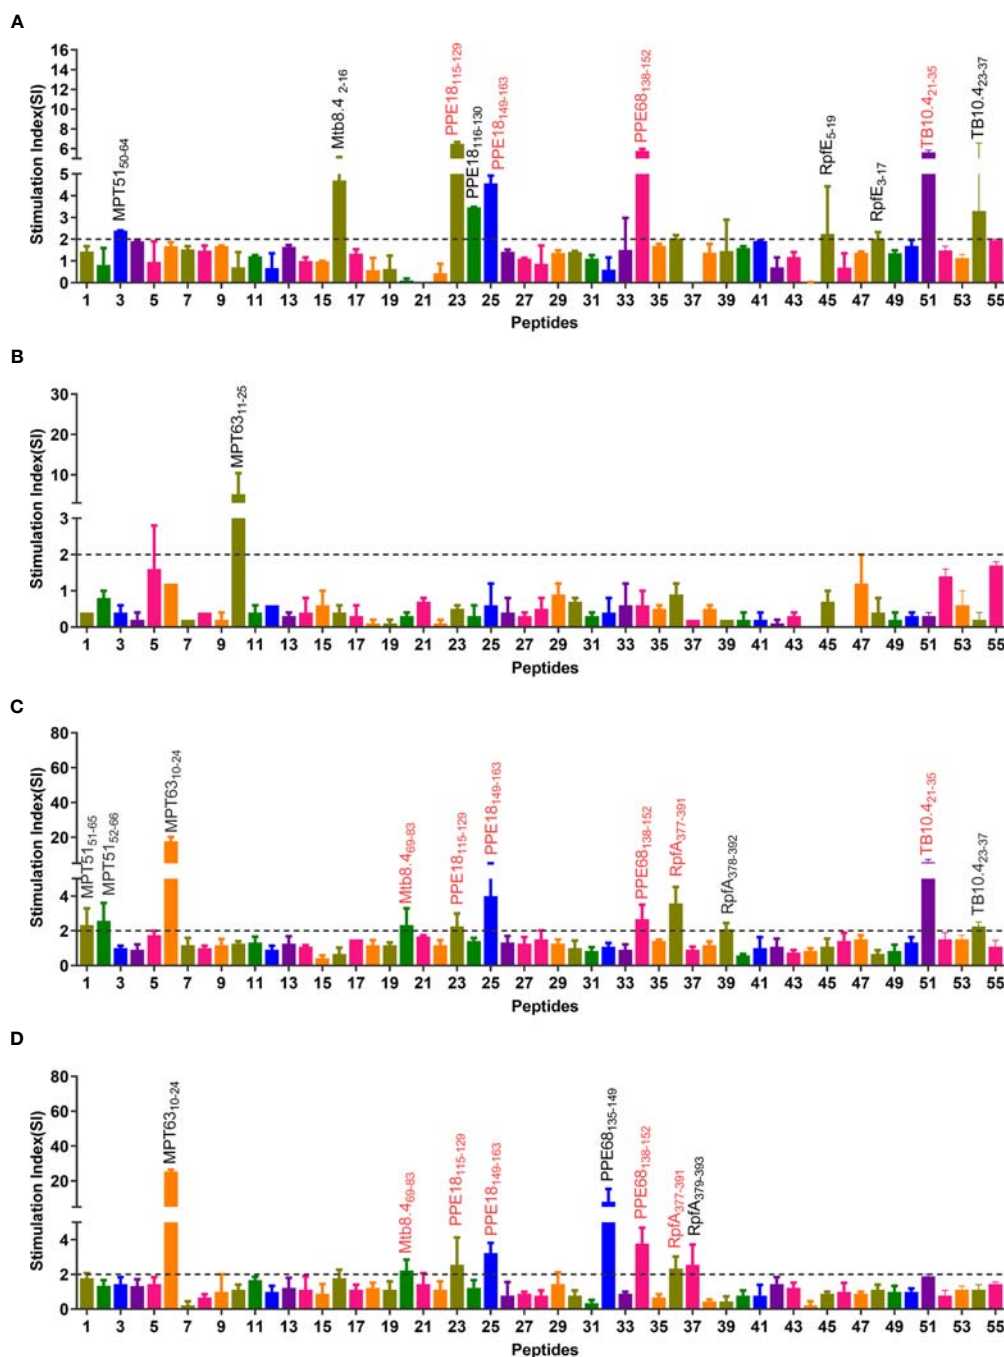 A
Stimulation Index(SI)
16
14
12
10
8
6
5
4
3
2
1
0
MPT51 50-64
Mtb8.4 2-16
PPE18 115-129
PPE18 116-130
PPE18 149-163
PPE68 138-152
RpfE 5-19
RpfE 3-17
TB10.4 21-35
TB10.4 23-37
1 3 5 7 9 11 13 15 17 19 21 23 25 27 29 31 33 35 37 39 41 43 45 47 49 51 53 55
Peptides
B
Stimulation Index(SI)
30
20
10
3
2
1
0
MPT63 11-25
1 3 5 7 9 11 13 15 17 19 21 23 25 27 29 31 33 35 37 39 41 43 45 47 49 51 53 55
Peptides
C
Stimulation Index(SI)
80
60
40
20
4
2
0
MPT51 51-65
MPT51 52-66
MPT63 10-24
Mtb8.4 69-83
PPE18 115-129
PPE18 149-163
PPE68 138-152
RpfA 377-391
RpfA 378-392
TB10.4 21-35
TB10.4 23-37
1 3 5 7 9 11 13 15 17 19 21 23 25 27 29 31 33 35 37 39 41 43 45 47 49 51 53 55
Peptides
D
Stimulation Index(SI)
80
60
40
20
4
2
0
MPT63 10-24
Mtb8.4 69-83
PPE18 115-129
PPE18 149-163
PPE68 135-149
PPE68 138-152
RpfA 377-391
RpfA 379-393
1 3 5 7 9 11 13 15 17 19 21 23 25 27 29 31 33 35 37 39 41 43 45 47 49 51 53 55
Peptides